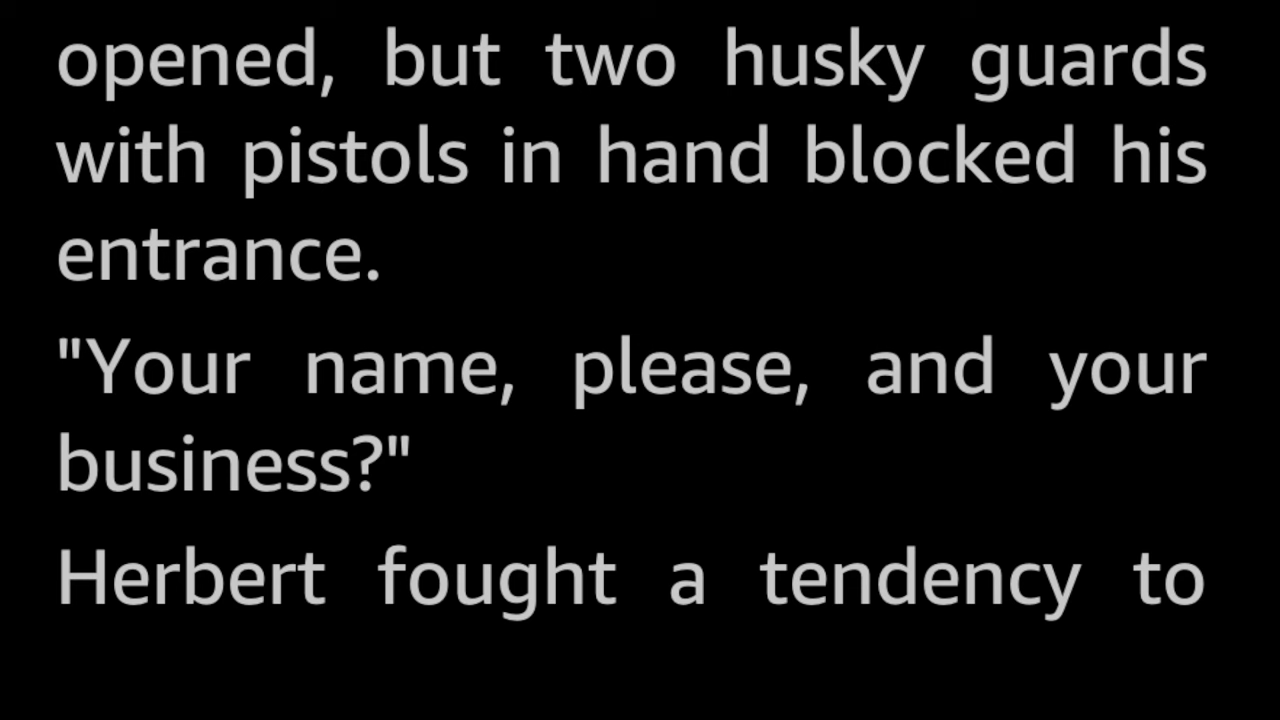 opened, but two husky guards
with pistols in hand blocked his
entrance.
"Your name, please, and your
business?"
Herbert fought a tendency to